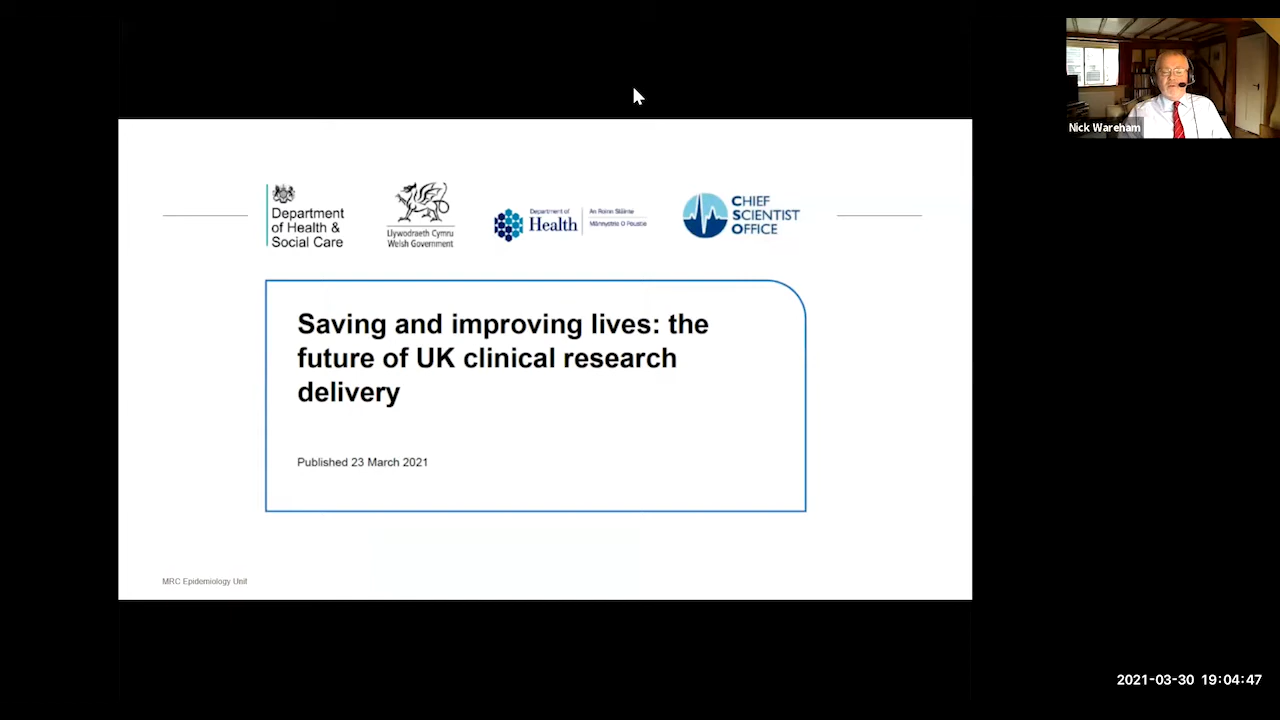 Nick Wareham
Department
of Health &
Social Care
Llywodraeth Cymru
Welsh Government
Department of
Health
An Roinn Sláinte
Männystrie O Poustie
CHIEF
SCIENTIST
OFFICE
Saving and improving lives: the
future of UK clinical research
delivery
Published 23 March 2021
MRC Epidemiology Unit
2021-03-30 19:04:47